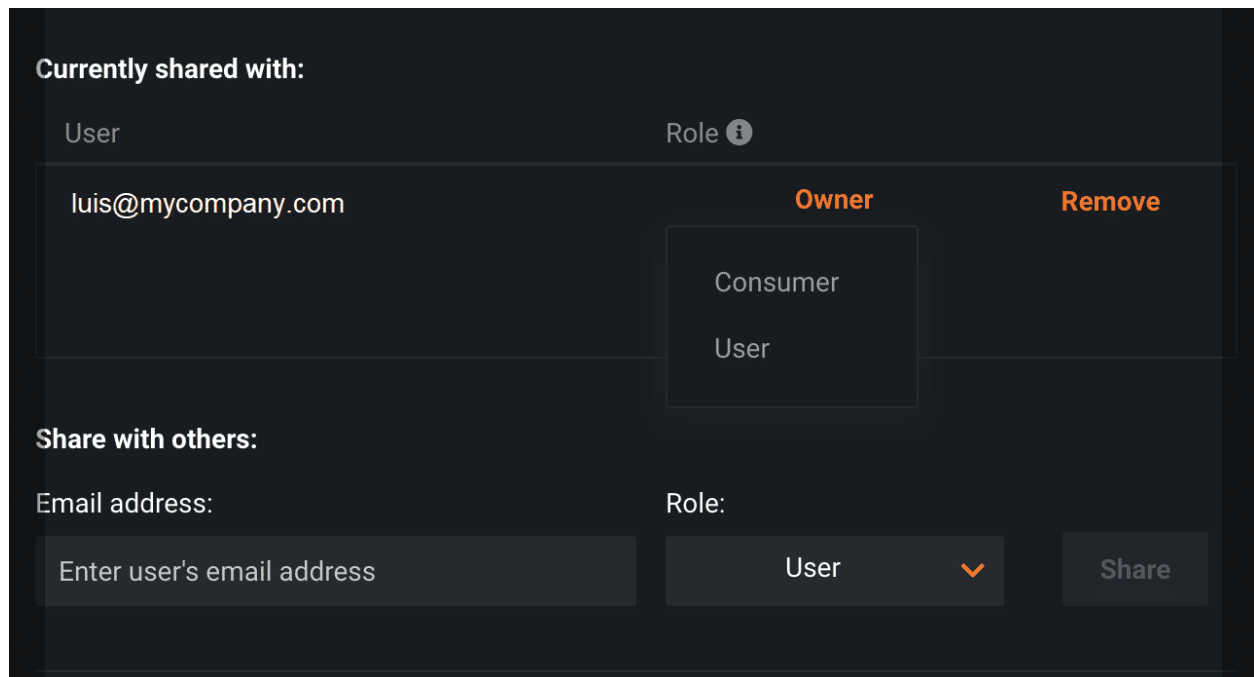 Currently shared with:
User Role
luis@mycompany.com Owner Remove
Consumer
User
Share with others:
Email address: Role:
Enter user's email address User Share